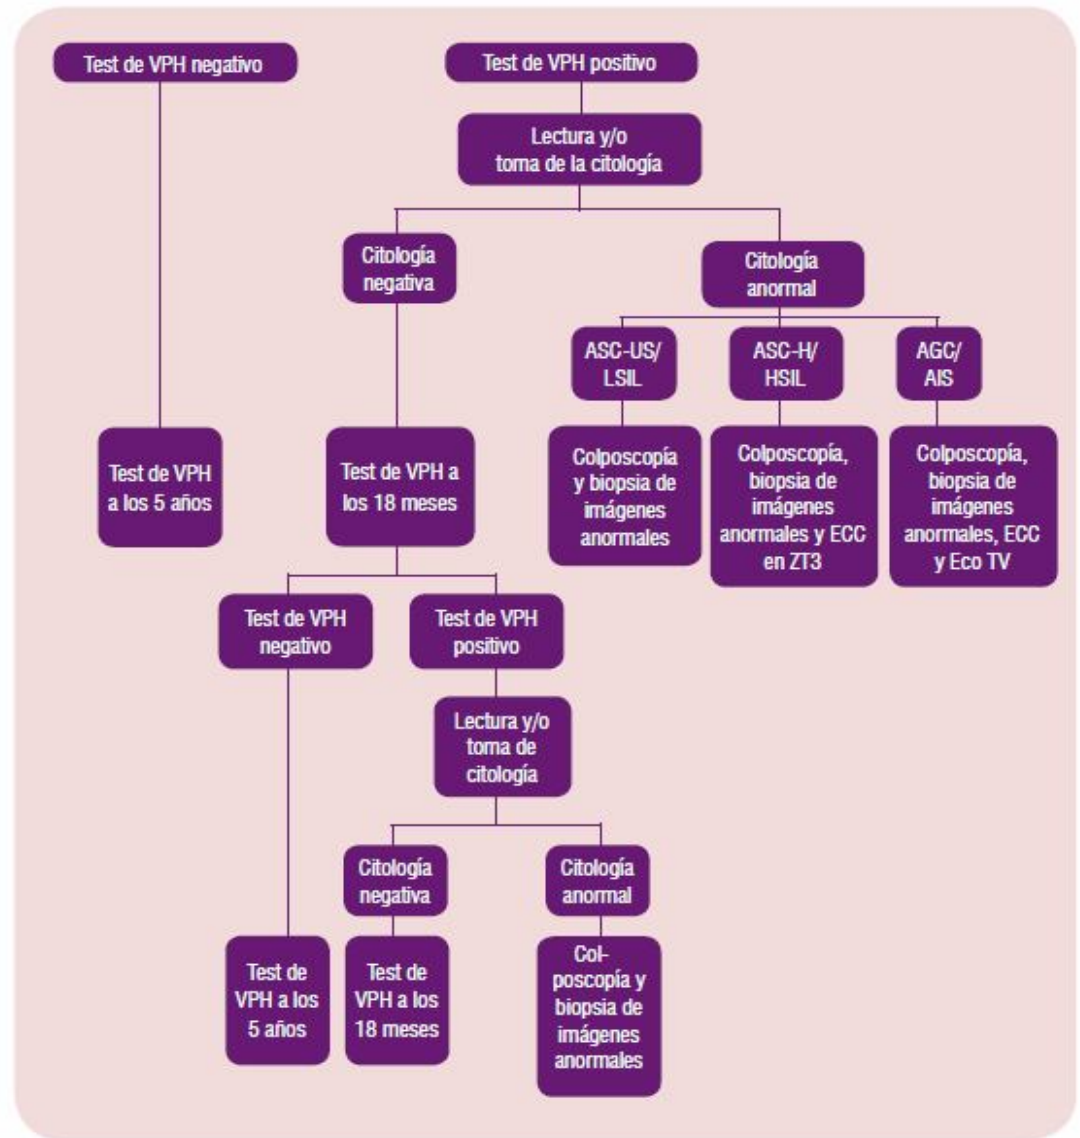 Test de VPH negativo
Test de VPH positivo
Lectura y/o
toma de la citología
Citología
negativa
Citología
anormal
ASC-US/
LSIL
ASC-H/
HSIL
AGC/
AIS
Test de VPH
a los 5 años
Test de VPH a
los 18 meses
Colposcopía
y biopsia de
imágenes
anormales
Colposcopía,
biopsia de
imágenes
anormales y ECC
en ZT3
Colposcopía,
biopsia de
imágenes
anormales, ECC
y Eco TV
Test de VPH
negativo
Test de VPH
positivo
Lectura y/o
toma de
citología
Citología
negativa
Citología
anormal
Test de
VPH a los
5 años
Test de
VPH a los
18 meses
Col-
poscopía y
biopsia de
imágenes
anormales